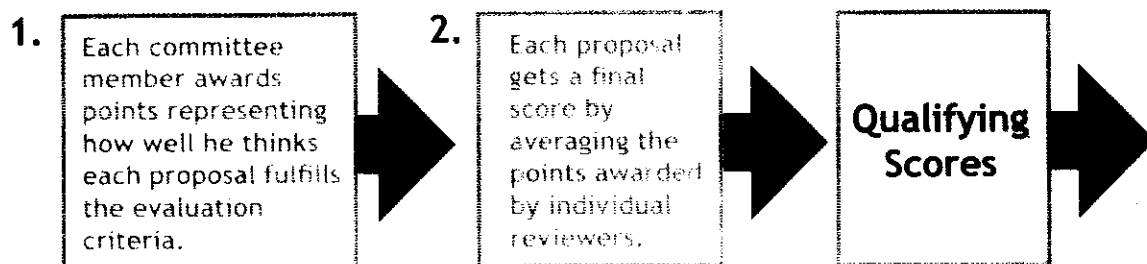 1.
Each committee
member awards
points representing
how well he thinks
each proposal fulfills
the evaluation
criteria.
2.
Each proposal
gets a final
score by
averaging the
points awarded
by individual
reviewers.
Qualifying
Scores